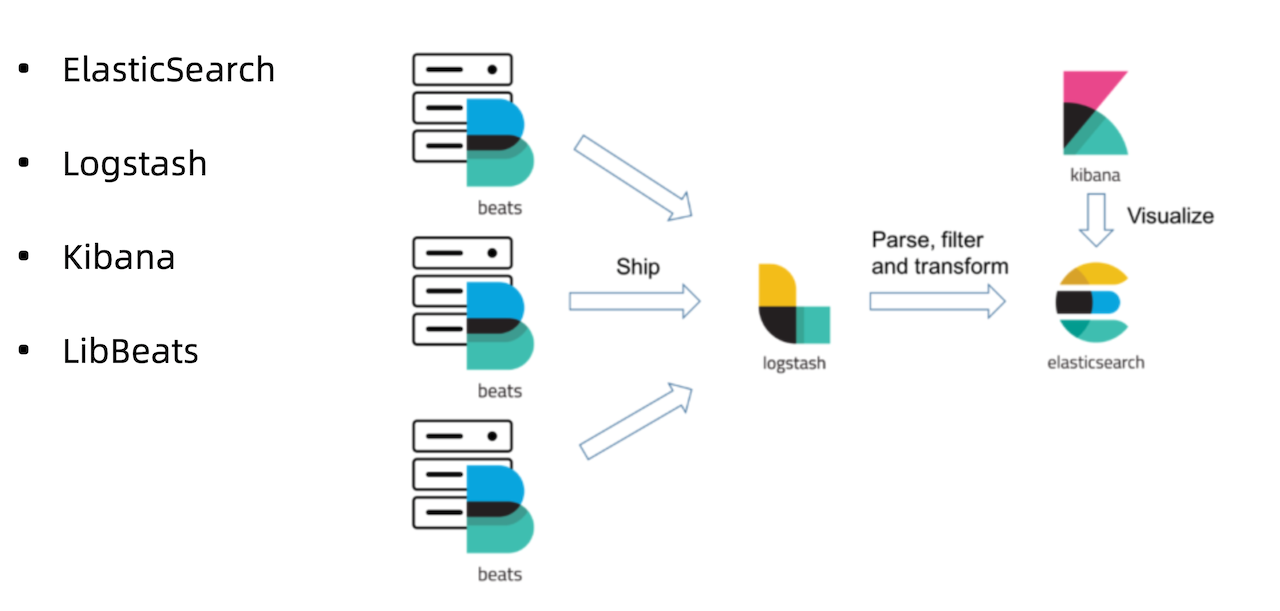 • ElasticSearch
• Logstash
• Kibana
• LibBeats
beats
beats
beats
Ship
logstash
Parse, filter
and transform
kibana
Visualize
elasticsearch